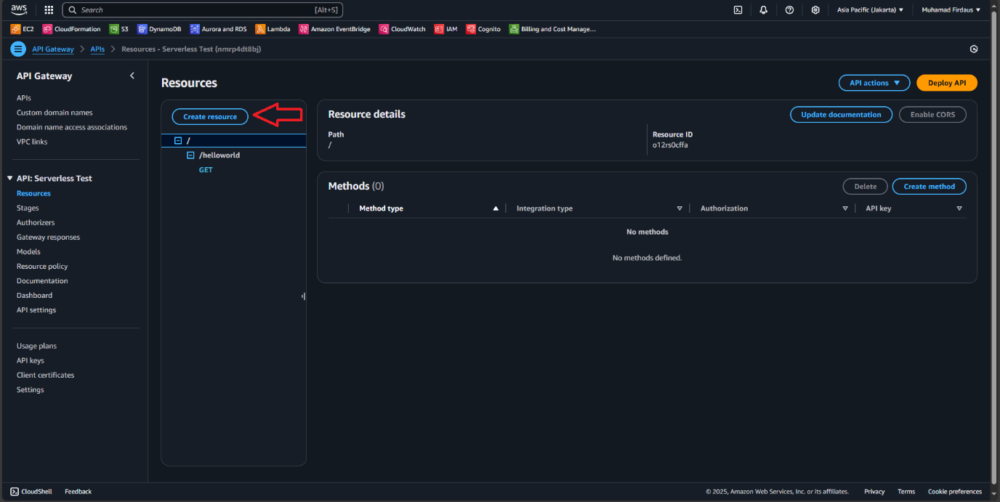 aws Search [Alt+S] Asia Pacific (Jakarta) Muhamad Firdaus
EC2 CloudFormation S3 DynamoDB Aurora and RDS Lambda Amazon EventBridge CloudWatch IAM Cognito Billing and Cost Manage...
API Gateway > APIs > Resources - Serverless Test (nmrp4dt8bj)
API Gateway
APIs
Custom domain names
Domain name access associations
VPC links
API: Serverless Test
Resources
Stages
Authorizers
Gateway responses
Models
Resource policy
Documentation
Dashboard
API settings
Usage plans
API keys
Client certificates
Settings
Resources
API actions Deploy API
Create resource
/
/helloworld
GET
Resource details
Update documentation Enable CORS
Path
/
Resource ID
o12rs0cffa
Methods (0)
Delete Create method
Method type Integration type Authorization API key
No methods
No methods defined.
CloudShell Feedback © 2025, Amazon Web Services, Inc. or its affiliates. Privacy Terms Cookie preferences